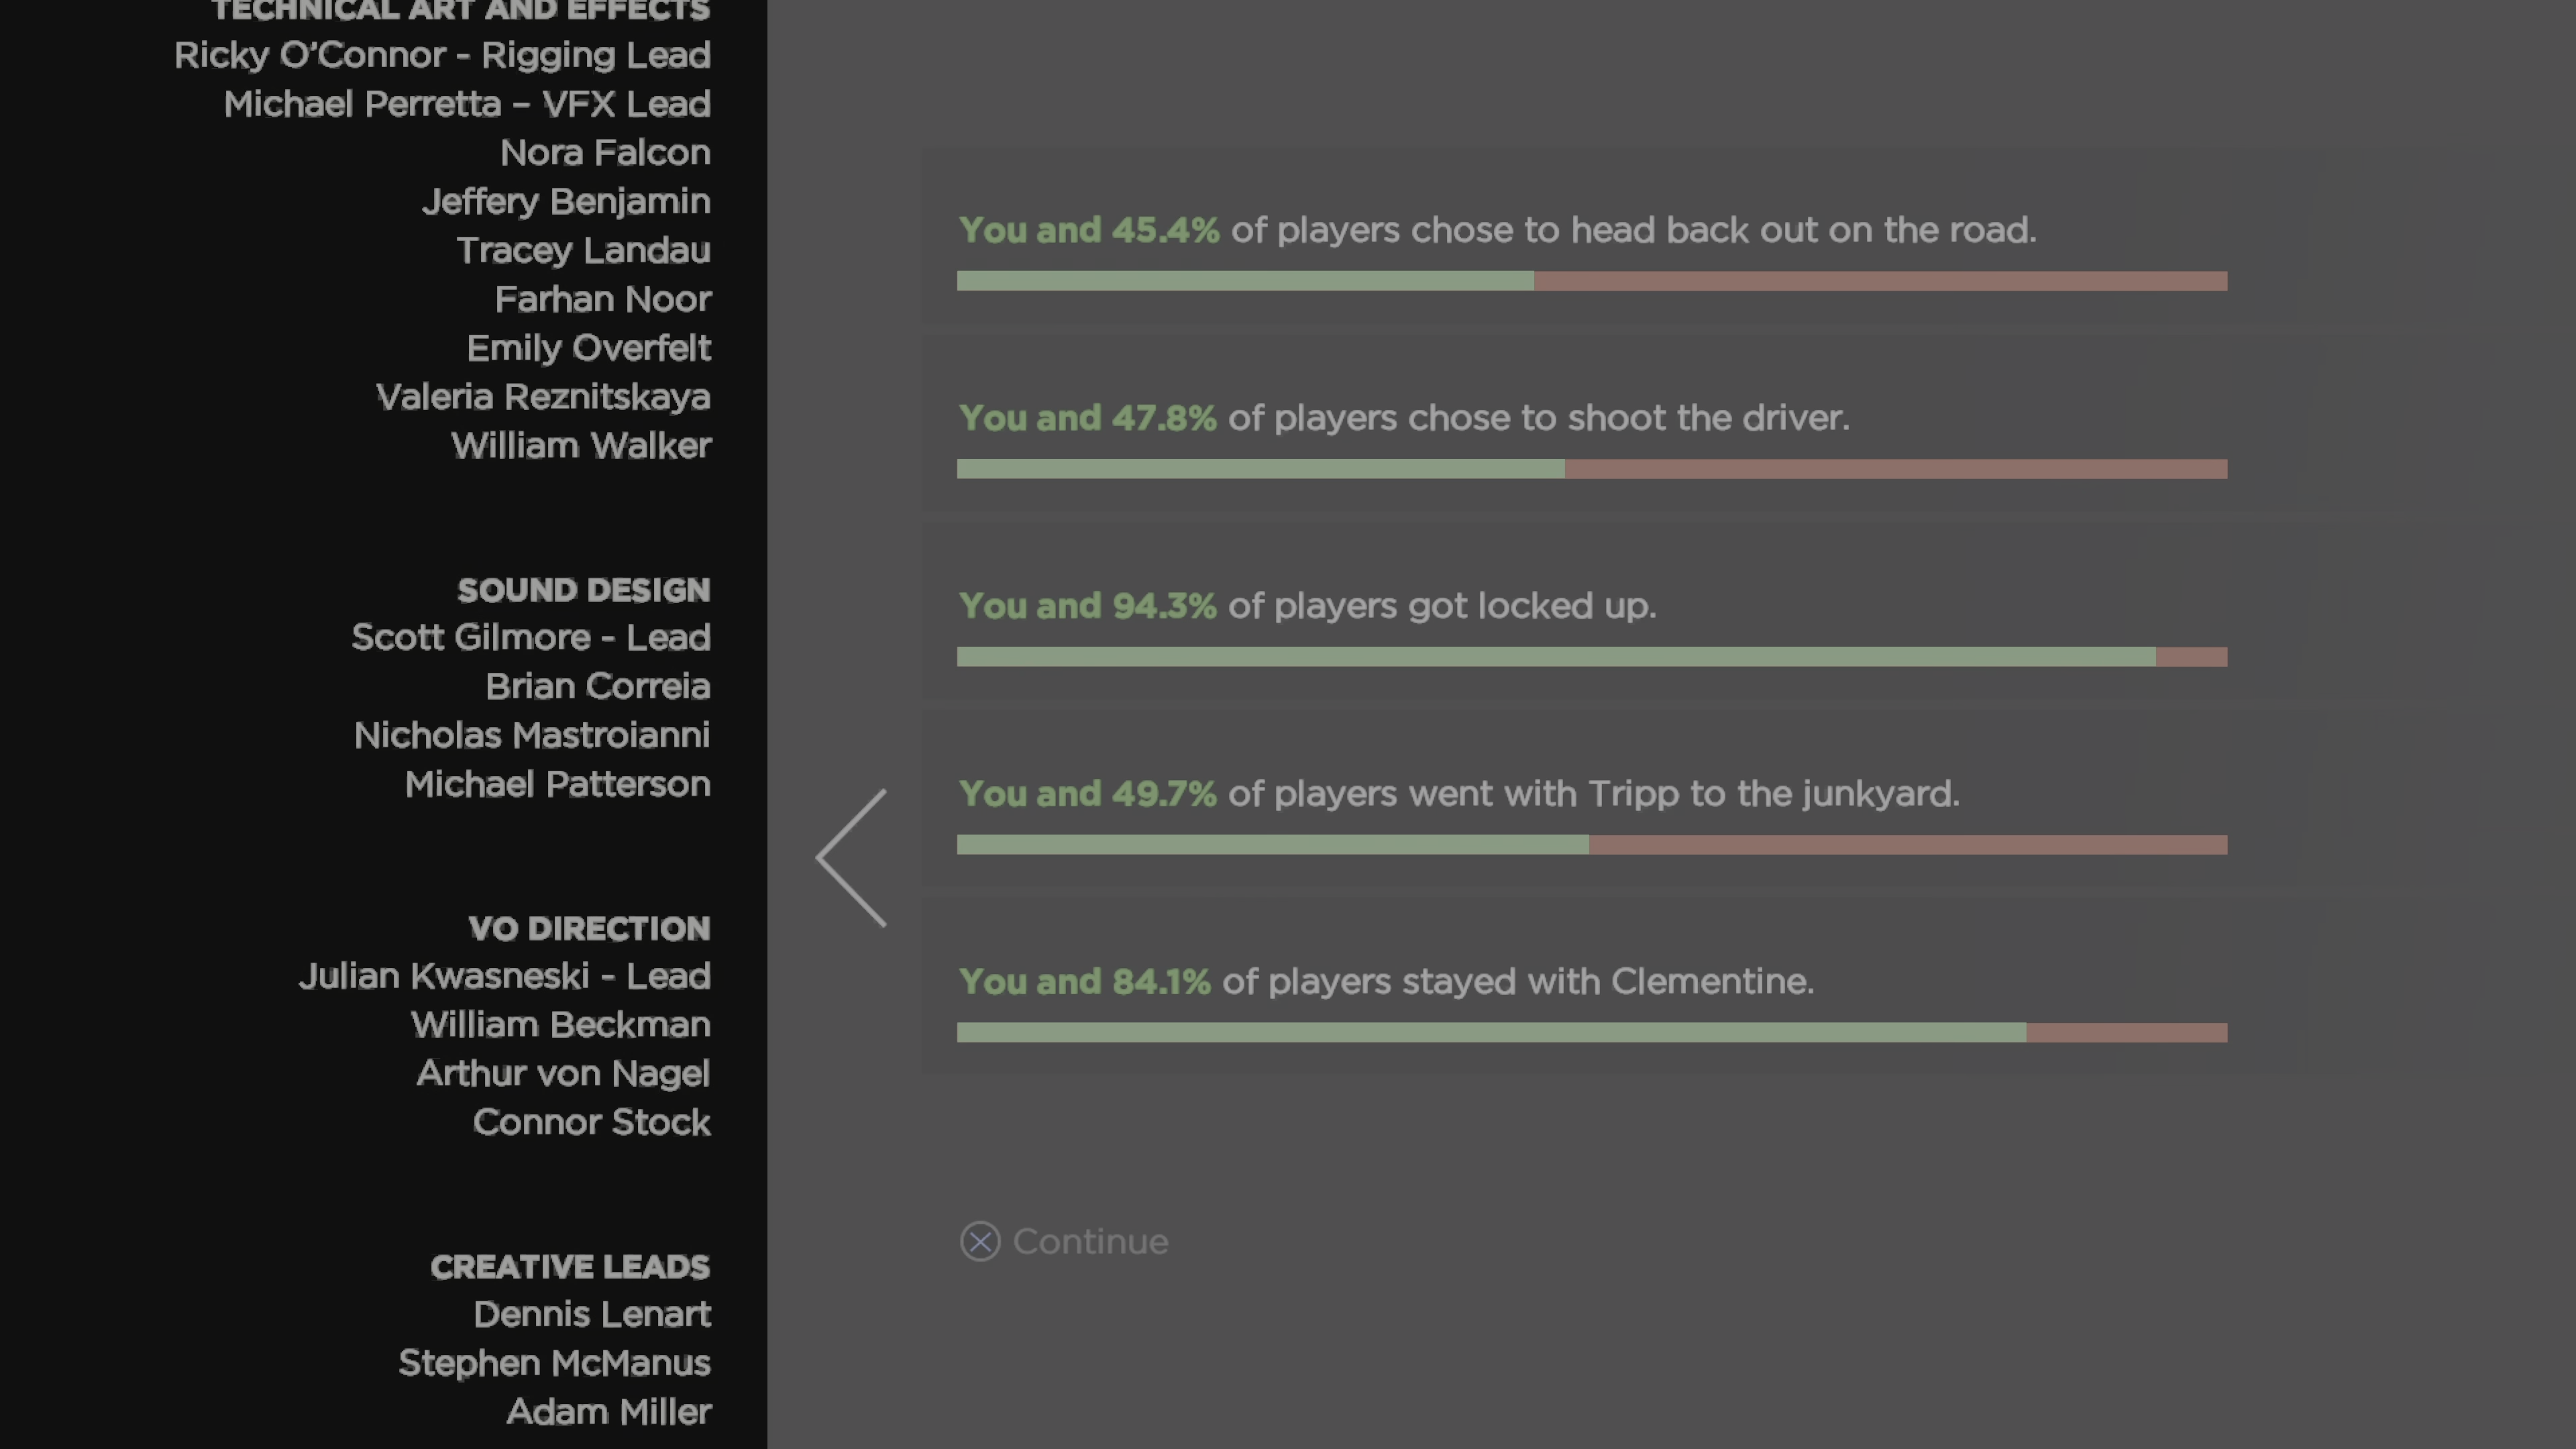 TECHNICAL ART AND EFFECTS
Ricky O'Connor - Rigging Lead
Michael Perretta – VFX Lead
Nora Falcon
Jeffery Benjamin
Tracey Landau
Farhan Noor
Emily Overfelt
Valeria Reznitskaya
William Walker
SOUND DESIGN
Scott Gilmore - Lead
Brian Correia
Nicholas Mastroianni
Michael Patterson
VO DIRECTION
Julian Kwasneski - Lead
William Beckman
Arthur von Nagel
Connor Stock
CREATIVE LEADS
Dennis Lenart
Stephen McManus
Adam Miller
You and 45.4% of players chose to head back out on the road.
You and 47.8% of players chose to shoot the driver.
You and 94.3% of players got locked up.
You and 49.7% of players went with Tripp to the junkyard.
You and 84.1% of players stayed with Clementine.
Continue